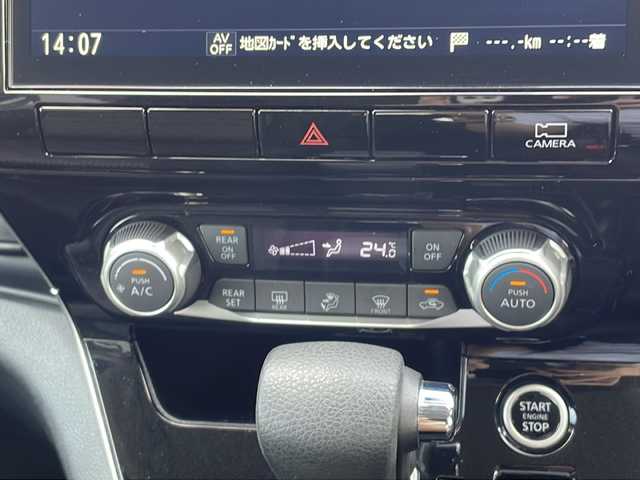 14:07 AV OFF 地図ｶｰﾄﾞを挿入してください ---.-km --:--着
CAMERA
REAR ON OFF 24.0℃ ON OFF
PUSH A/C
PUSH AUTO
REAR SET REAR FRONT
START ENGINE STOP